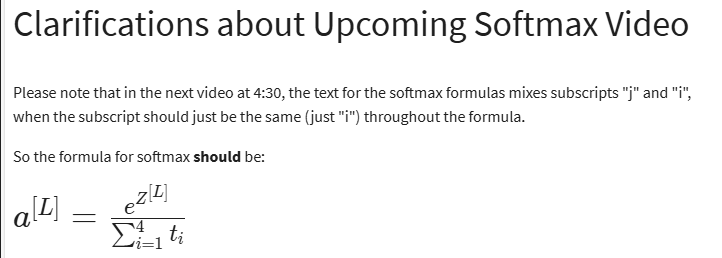 Clarifications about Upcoming Softmax Video
Please note that in the next video at 4:30, the text for the softmax formulas mixes subscripts "j" and "i",
when the subscript should just be the same (just "i") throughout the formula.
So the formula for softmax should be:
a^{[L]} = \frac{e^{Z^{[L]}}}{\sum_{i=1}^{4} t_i}